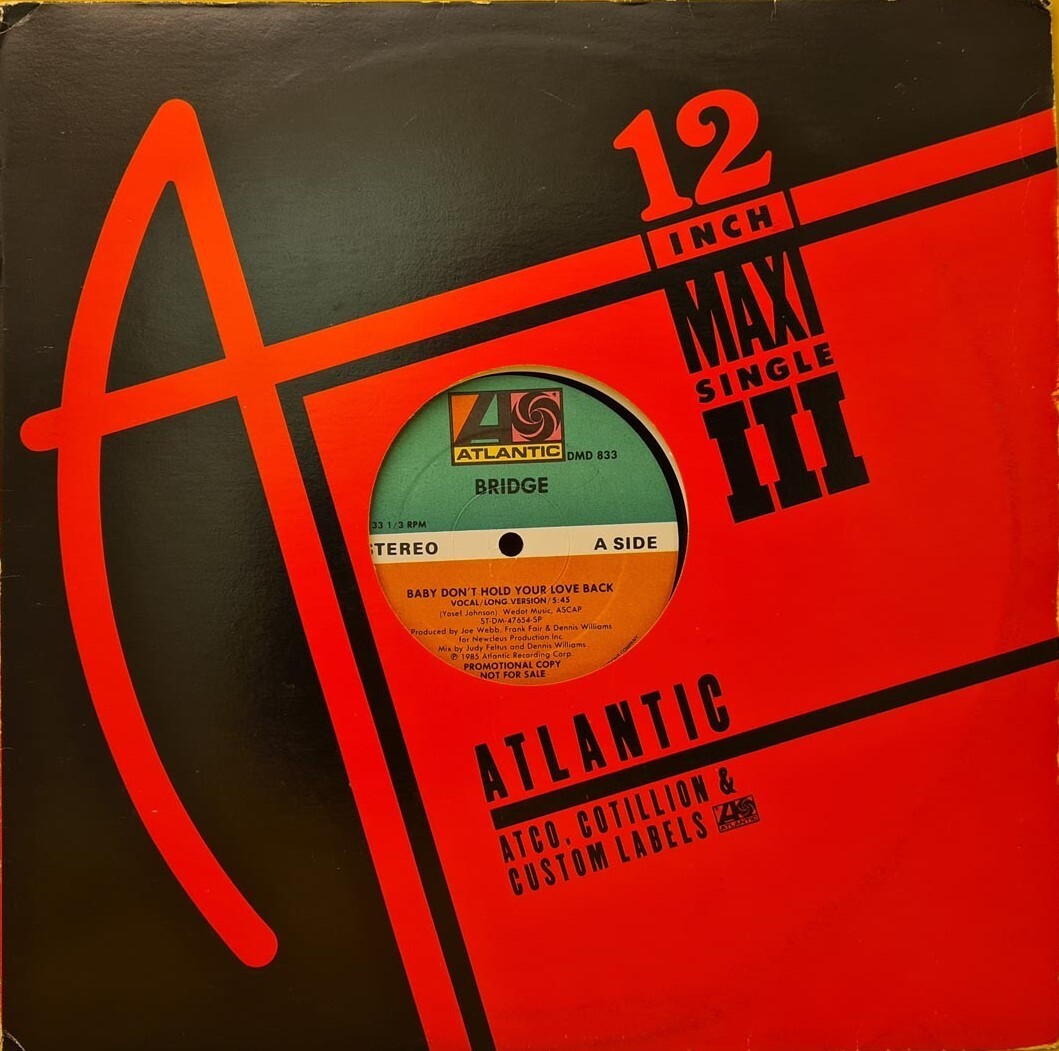 12
INCH
MAXI
SINGLE
III
ATLANTIC
DMD 833
BRIDGE
33 1/3 RPM
STEREO
A SIDE
BABY DON'T HOLD YOUR LOVE BACK
VOCAL/LONG VERSION/5:45
(Yosef Johnson), Wedot Music, ASCAP
ST-DM-47654-SP
Produced by Joe Webb, Frank Fair & Dennis Williams
for Newcleus Production Inc.
Mix by Judy Feltus and Dennis Williams
℗ 1985 Atlantic Recording Corp.
PROMOTIONAL COPY
NOT FOR SALE
ATLANTIC
ATCO, COTILLION &
CUSTOM LABELS
ATLANTIC